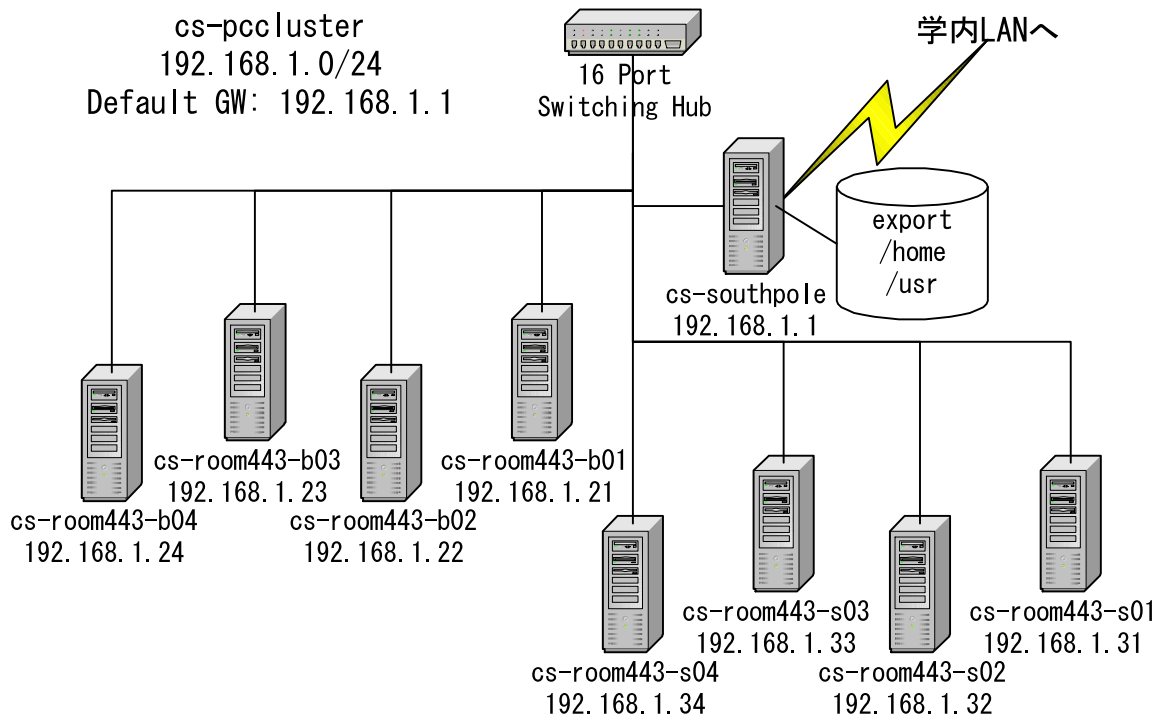 cs-pccluster
192.168.1.0/24
Default GW: 192.168.1.1
16 Port
Switching Hub
学内LANへ
export
/home
/usr
cs-southpole
192.168.1.1
cs-room443-b03
192.168.1.23
cs-room443-b01
192.168.1.21
cs-room443-b04
192.168.1.24
cs-room443-b02
192.168.1.22
cs-room443-s03
192.168.1.33
cs-room443-s01
192.168.1.31
cs-room443-s04
192.168.1.34
cs-room443-s02
192.168.1.32